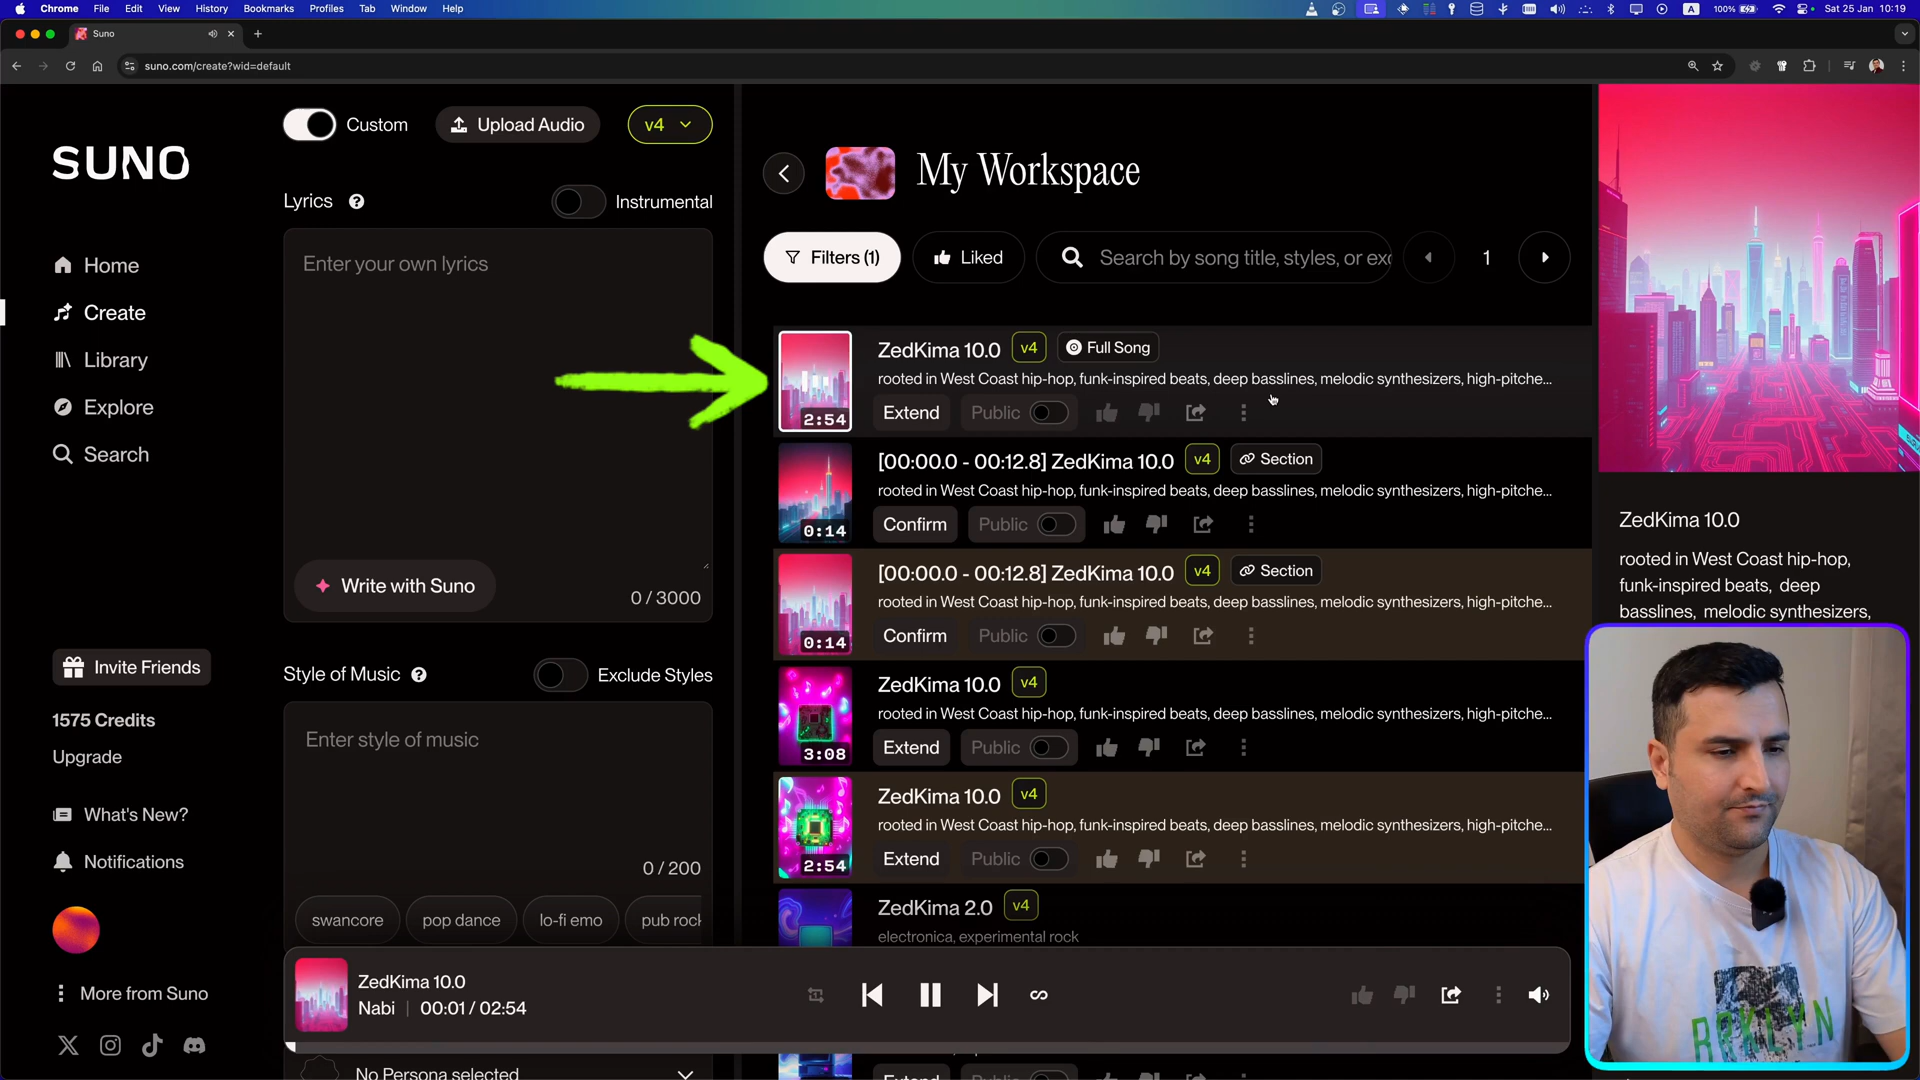 Chrome File Edit View History Bookmarks Profiles Tab Window Help
A 100% Sat 25 Jan 10:19
Suno
suno.com/create?wid=default
SUNO
Home
Create
Library
Explore
Search
Invite Friends
1575 Credits
Upgrade
What's New?
Notifications
More from Suno
Custom Upload Audio v4
Lyrics Instrumental
Enter your own lyrics
Write with Suno 0 / 3000
Style of Music Exclude Styles
Enter style of music
0 / 200
swancore pop dance lo-fi emo pub rock
No Persona selected
My Workspace
Filters (1) Liked Search by song title, styles, or exc 1
ZedKima 10.0 v4 Full Song
rooted in West Coast hip-hop, funk-inspired beats, deep basslines, melodic synthesizers, high-pitche...
2:54 Extend Public
[00:00.0 - 00:12.8] ZedKima 10.0 v4 Section
rooted in West Coast hip-hop, funk-inspired beats, deep basslines, melodic synthesizers, high-pitche...
0:14 Confirm Public
[00:00.0 - 00:12.8] ZedKima 10.0 v4 Section
rooted in West Coast hip-hop, funk-inspired beats, deep basslines, melodic synthesizers, high-pitche...
0:14 Confirm Public
ZedKima 10.0 v4
rooted in West Coast hip-hop, funk-inspired beats, deep basslines, melodic synthesizers, high-pitche...
3:08 Extend Public
ZedKima 10.0 v4
rooted in West Coast hip-hop, funk-inspired beats, deep basslines, melodic synthesizers, high-pitche...
2:54 Extend Public
ZedKima 2.0 v4
electronica, experimental rock
ZedKima 10.0
Nabi 00:01 / 02:54
ZedKima 10.0
rooted in West Coast hip-hop,
funk-inspired beats, deep
basslines, melodic synthesizers,
BRKLYN